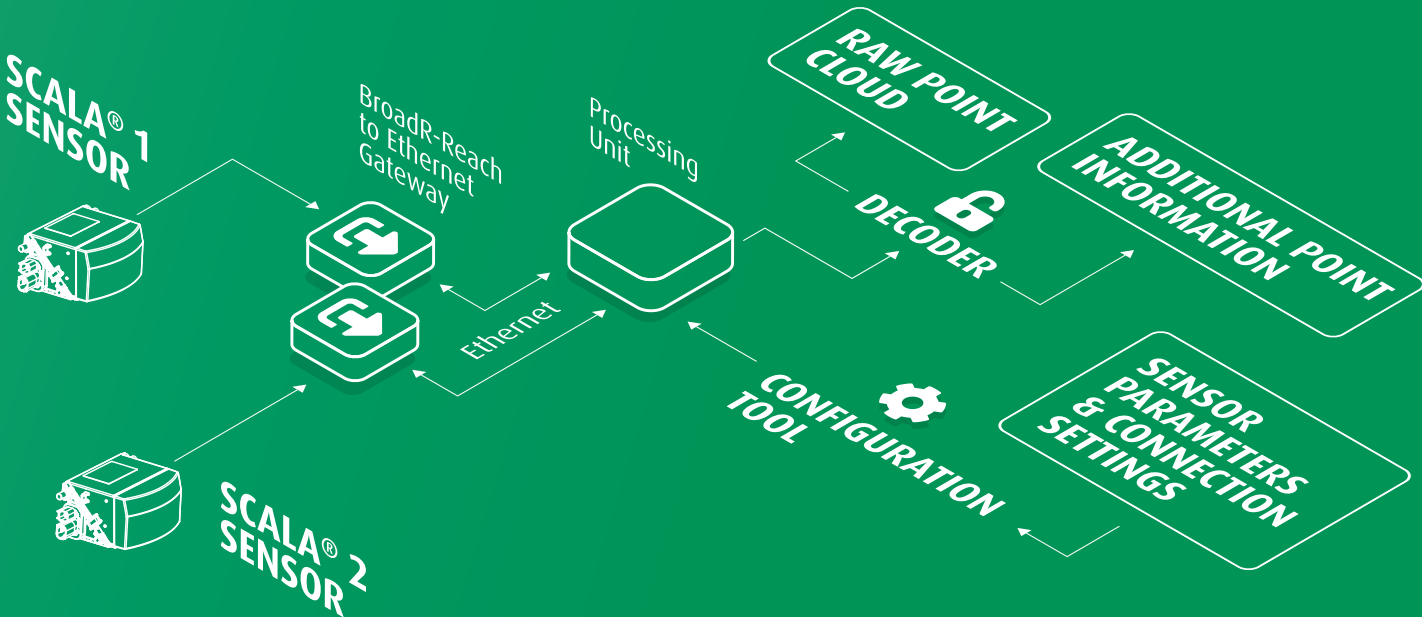 SCALA® 1
SENSOR
BroadR-Reach
to Ethernet
Gateway
Processing
Unit
RAW POINT
CLOUD
ADDITIONAL POINT
INFORMATION
DECODER
Ethernet
CONFIGURATION
TOOL
SENSOR
PARAMETERS
& CONNECTION
SETTINGS
SCALA® 2
SENSOR